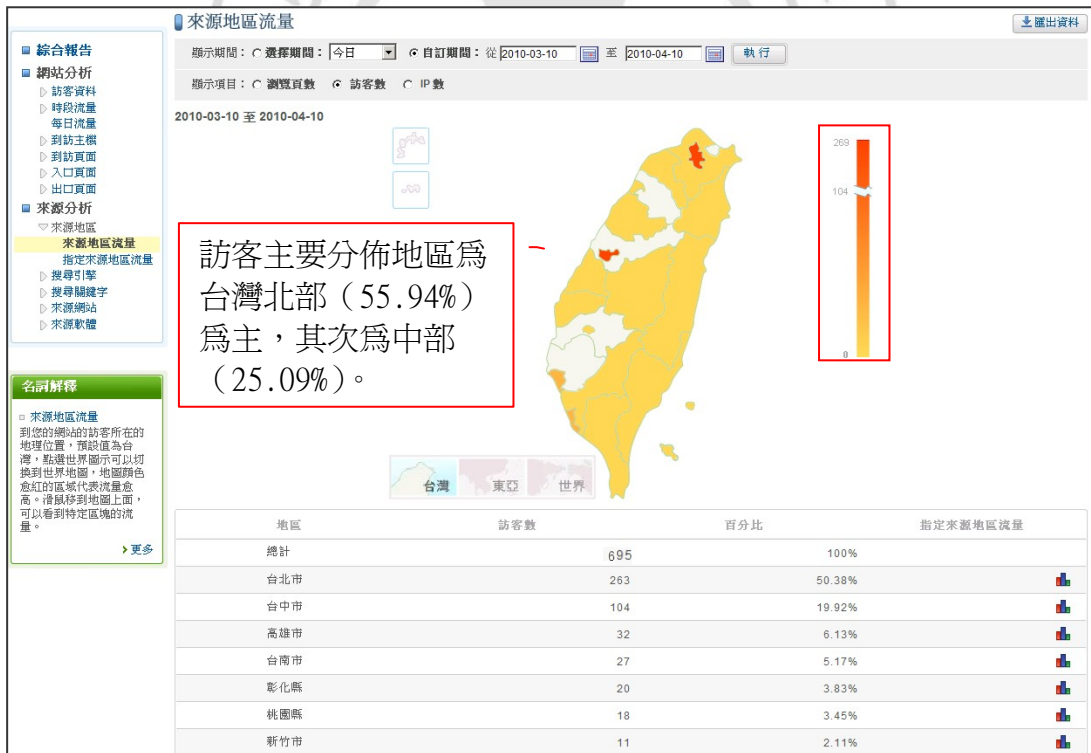 來源地區流量
匯出資料
綜合報告
網站分析
訪客資料
時段流量
每日流量
到訪主機
到訪頁面
入口頁面
出口頁面
來源分析
來源地區
來源地區流量
指定來源地區流量
搜尋引擎
搜尋關鍵字
來源網站
來源軟體
名詞解釋
來源地區流量
到您的網站的訪客所在的
地理位置,預設值為台
灣,點選世界圖示可以切
換到世界地圖,地圖顏色
愈紅的區域代表流量愈
高。滑鼠移到地圖上面,
可以看到特定區塊的流
量。
更多
顯示期間: 選擇期間: 今日 自訂期間: 從 2010-03-10 至 2010-04-10 執行
顯示項目: 瀏覽頁數 訪客數 IP 數
2010-03-10 至 2010-04-10
269
104
0
訪客主要分佈地區為
台灣北部(55.94%)
為主,其次為中部
(25.09%)。
台灣 東亞 世界
地區 訪客數 百分比 指定來源地區流量
總計 695 100%
台北市 263 50.38%
台中市 104 19.92%
高雄市 32 6.13%
台南市 27 5.17%
彰化縣 20 3.83%
桃園縣 18 3.45%
新竹市 11 2.11%